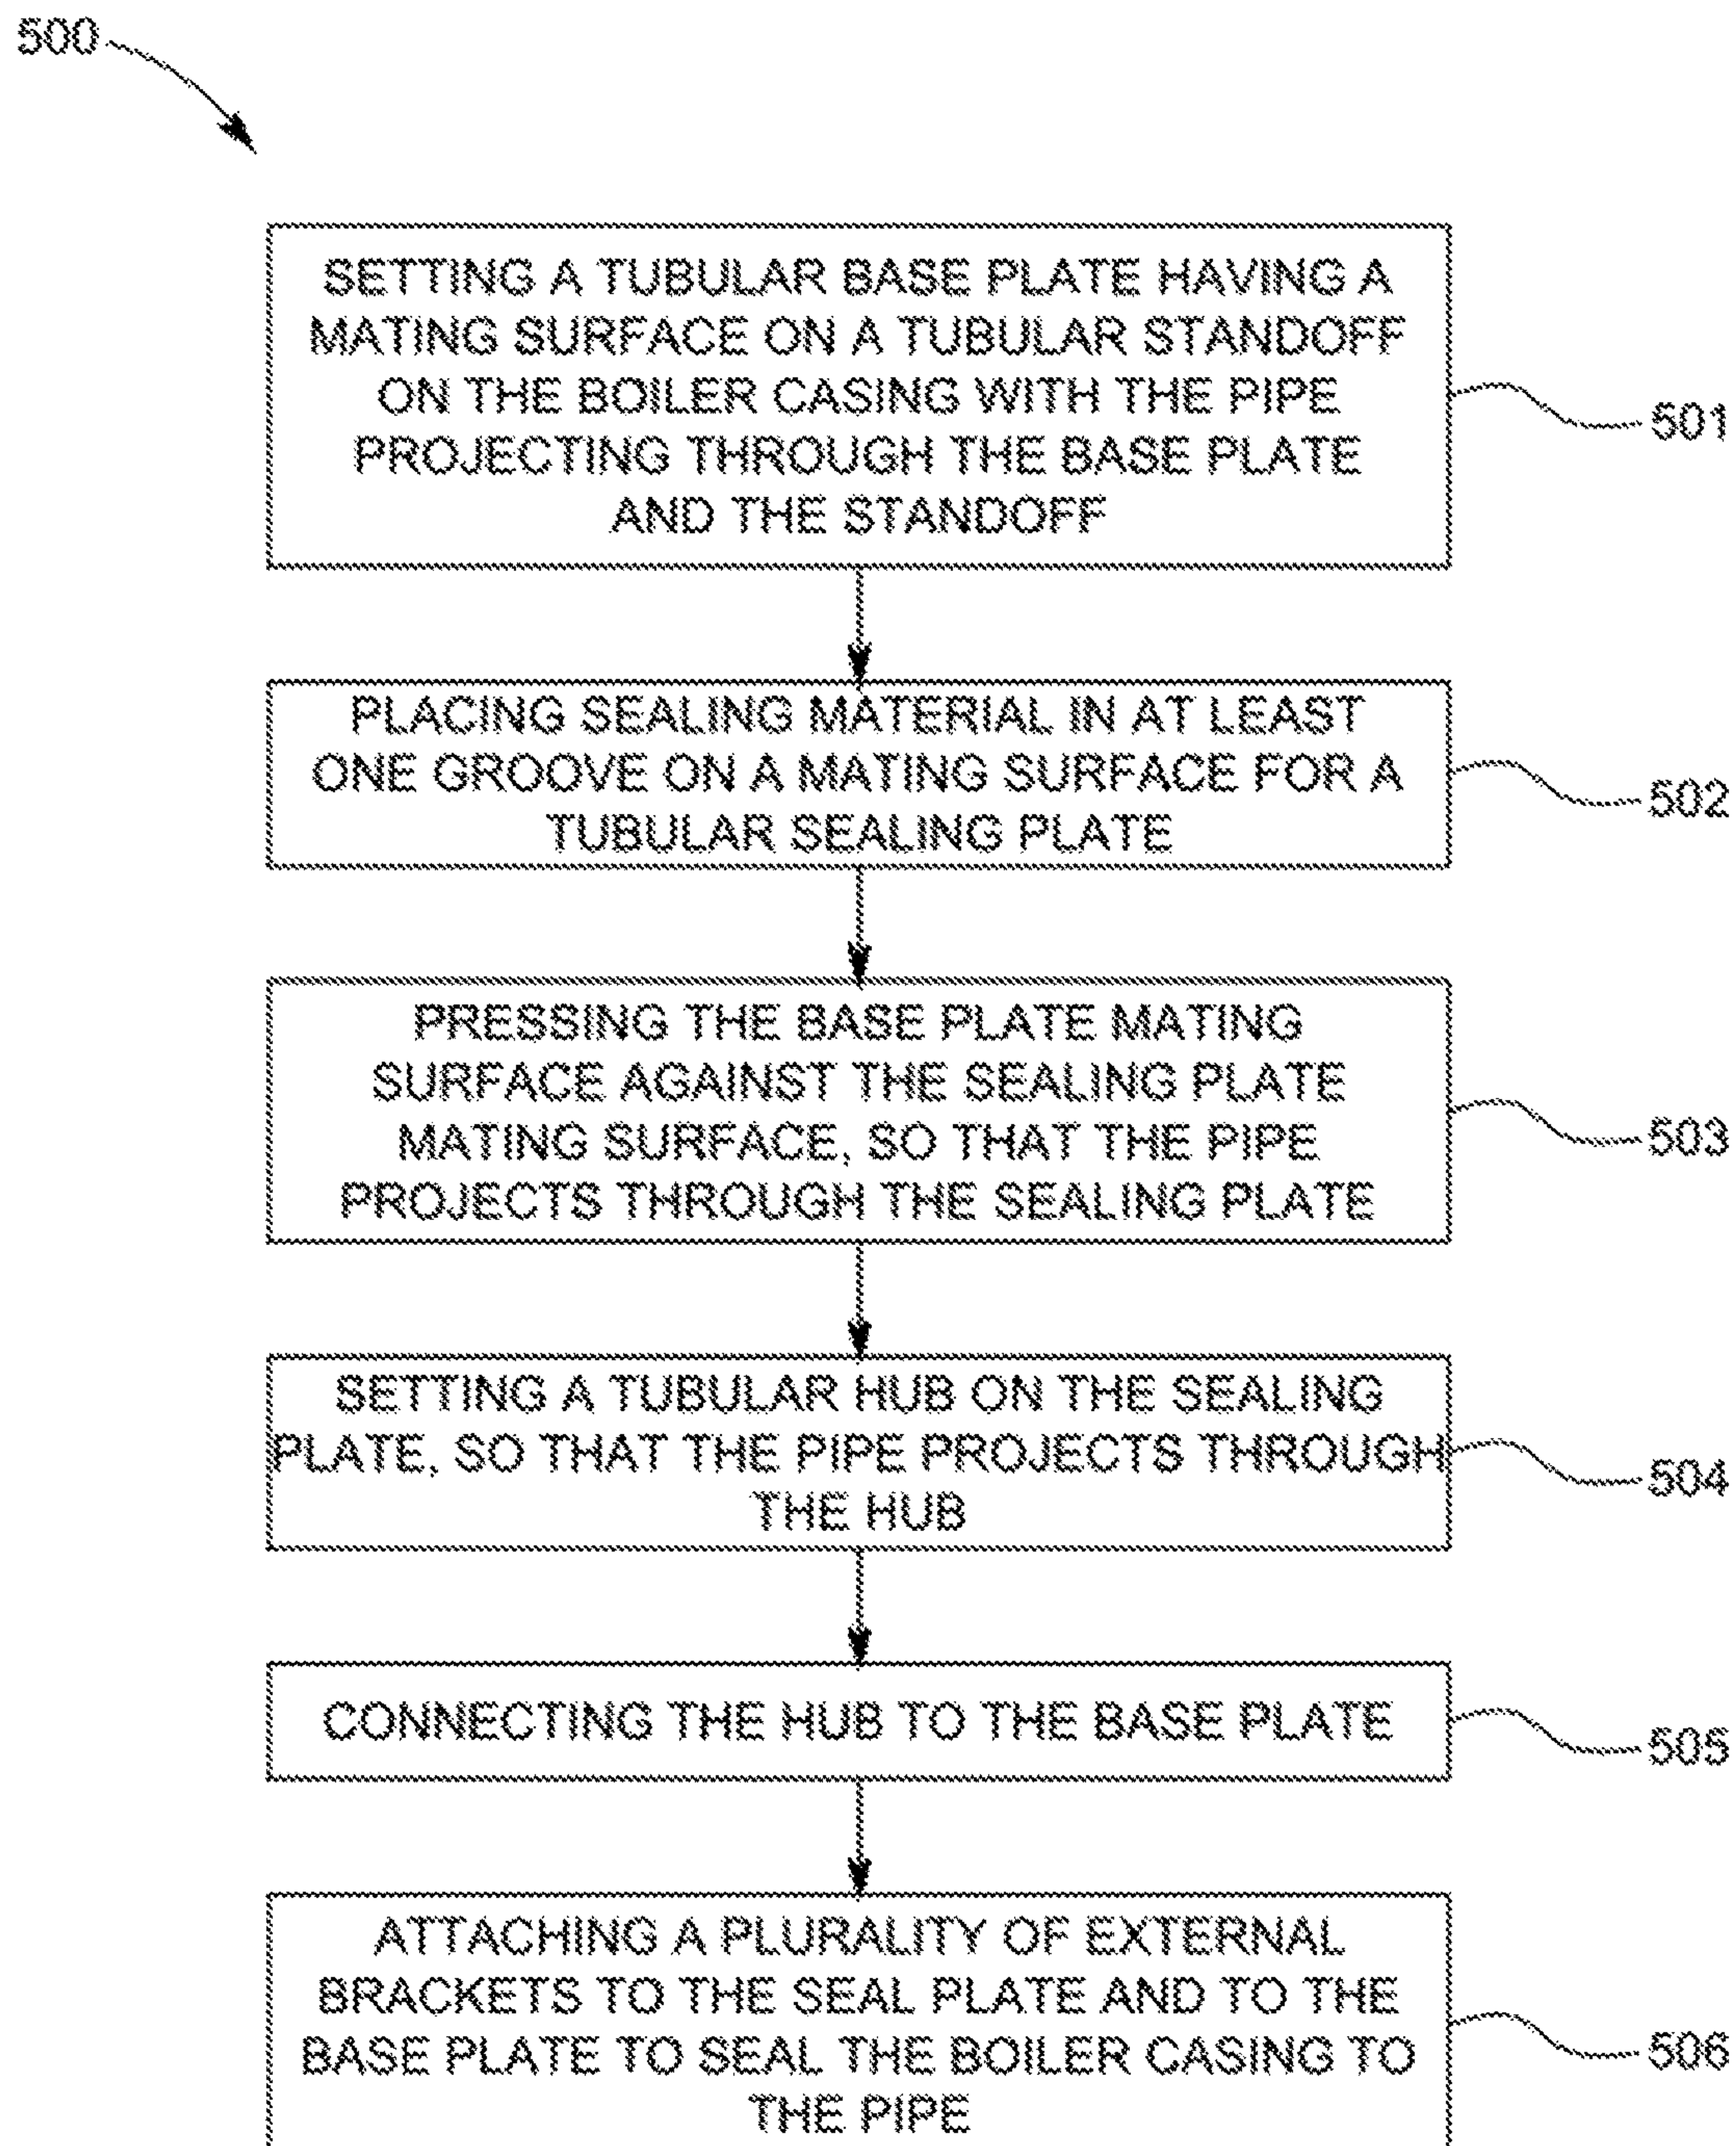 500
SETTING A TUBULAR BASE PLATE HAVING A
MATING SURFACE ON A TUBULAR STANDOFF
ON THE BOILER CASING WITH THE PIPE
PROJECTING THROUGH THE BASE PLATE
AND THE STANDOFF
501
PLACING SEALING MATERIAL IN AT LEAST
ONE GROOVE ON A MATING SURFACE FOR A
TUBULAR SEALING PLATE
502
PRESSING THE BASE PLATE MATING
SURFACE AGAINST THE SEALING PLATE
MATING SURFACE, SO THAT THE PIPE
PROJECTS THROUGH THE SEALING PLATE
503
SETTING A TUBULAR HUB ON THE SEALING
PLATE, SO THAT THE PIPE PROJECTS THROUGH
THE HUB
504
CONNECTING THE HUB TO THE BASE PLATE
505
ATTACHING A PLURALITY OF EXTERNAL
BRACKETS TO THE SEAL PLATE AND TO THE
BASE PLATE TO SEAL THE BOILER CASING TO
THE PIPE
506